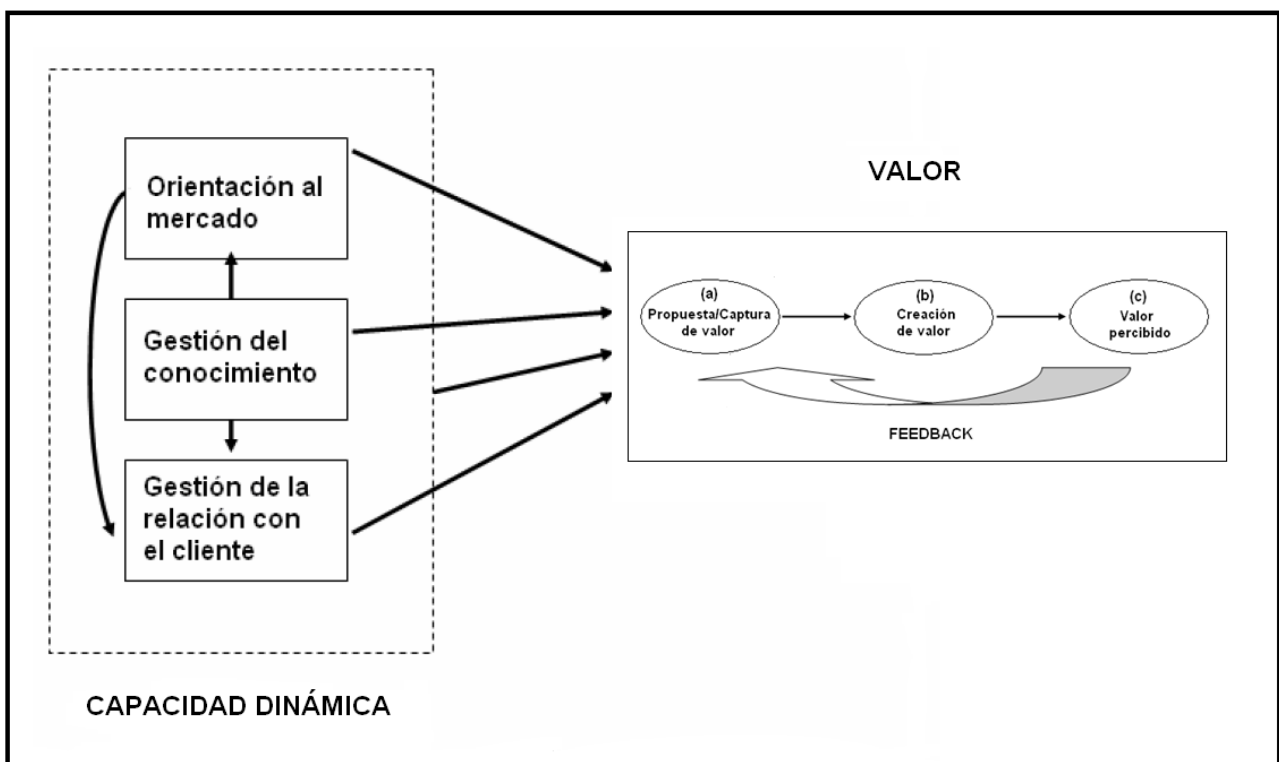 Orientación al
mercado
Gestión del
conocimiento
Gestión de la
relación con
el cliente
CAPACIDAD DINÁMICA
VALOR
(a)
Propuesta/Captura
de valor
(b)
Creación
de valor
(c)
Valor
percibido
FEEDBACK